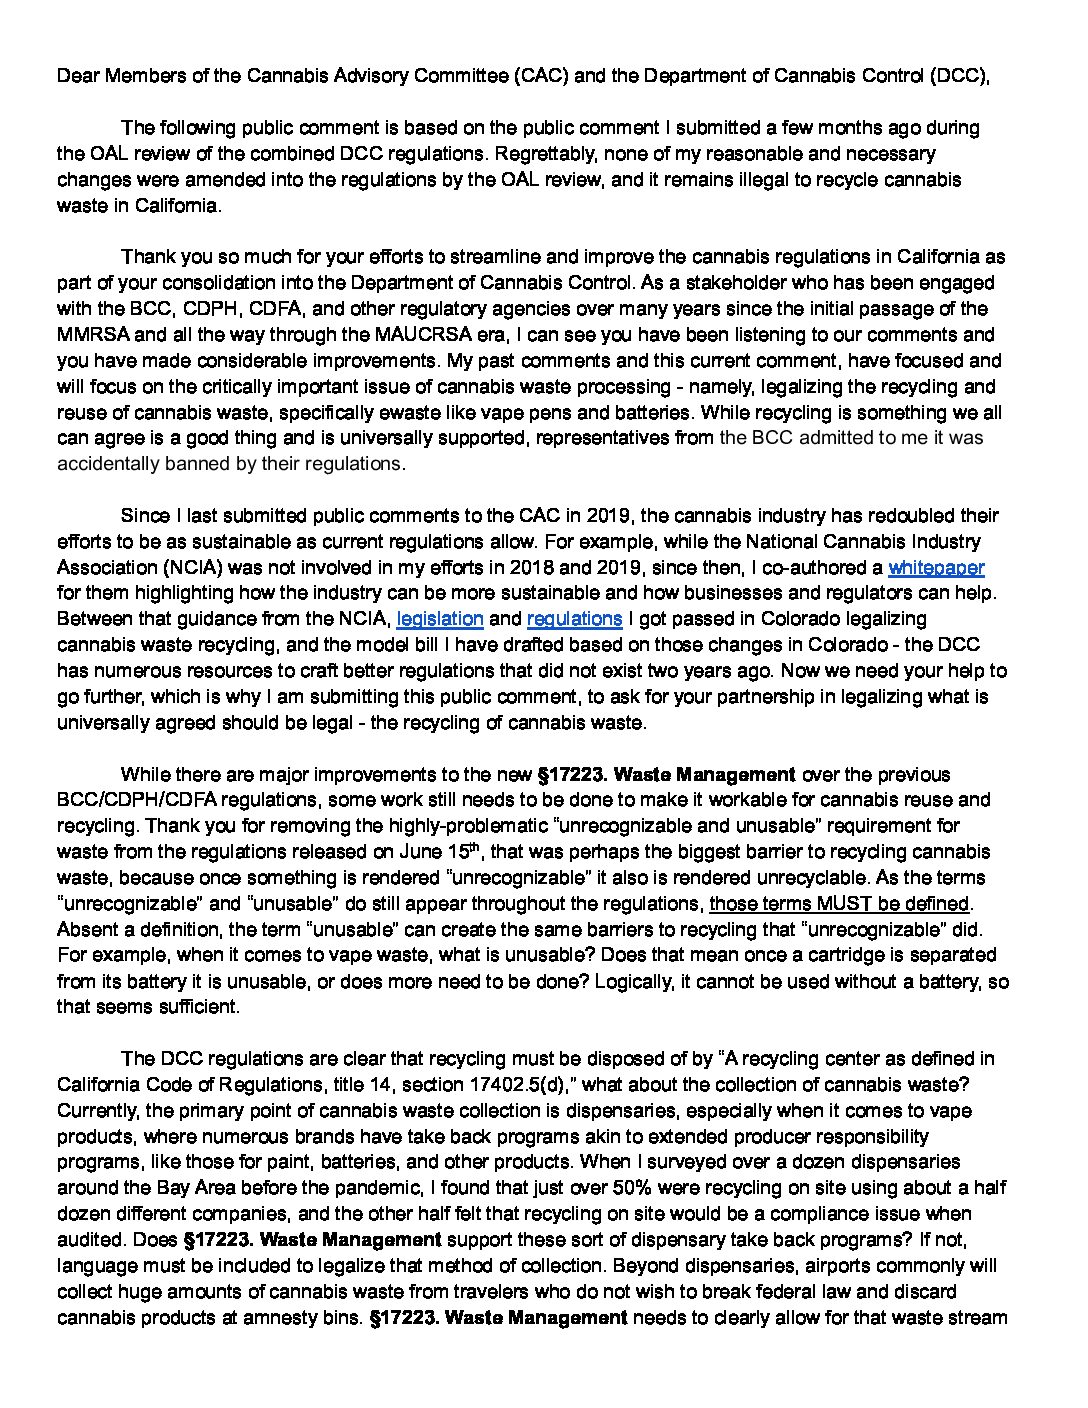 Dear Members of the Cannabis Advisory Committee (CAC) and the Department of Cannabis Control (DCC),
The following public comment is based on the public comment I submitted a few months ago during
the OAL review of the combined DCC regulations. Regrettably, none of my reasonable and necessary
changes were amended into the regulations by the OAL review, and it remains illegal to recycle cannabis
waste in California.
Thank you so much for your efforts to streamline and improve the cannabis regulations in California as
part of your consolidation into the Department of Cannabis Control. As a stakeholder who has been engaged
with the BCC, CDPH, CDFA, and other regulatory agencies over many years since the initial passage of the
MMRSA and all the way through the MAUCRSA era, I can see you have been listening to our comments and
you have made considerable improvements. My past comments and this current comment, have focused and
will focus on the critically important issue of cannabis waste processing - namely, legalizing the recycling and
reuse of cannabis waste, specifically ewaste like vape pens and batteries. While recycling is something we all
can agree is a good thing and is universally supported, representatives from the BCC admitted to me it was
accidentally banned by their regulations.
Since I last submitted public comments to the CAC in 2019, the cannabis industry has redoubled their
efforts to be as sustainable as current regulations allow. For example, while the National Cannabis Industry
Association (NCIA) was not involved in my efforts in 2018 and 2019, since then, I co-authored a whitepaper
for them highlighting how the industry can be more sustainable and how businesses and regulators can help.
Between that guidance from the NCIA, legislation and regulations I got passed in Colorado legalizing
cannabis waste recycling, and the model bill I have drafted based on those changes in Colorado - the DCC
has numerous resources to craft better regulations that did not exist two years ago. Now we need your help to
go further, which is why I am submitting this public comment, to ask for your partnership in legalizing what is
universally agreed should be legal - the recycling of cannabis waste.
While there are major improvements to the new §17223. Waste Management over the previous
BCC/CDPH/CDFA regulations, some work still needs to be done to make it workable for cannabis reuse and
recycling. Thank you for removing the highly-problematic “unrecognizable and unusable” requirement for
waste from the regulations released on June 15th, that was perhaps the biggest barrier to recycling cannabis
waste, because once something is rendered “unrecognizable” it also is rendered unrecyclable. As the terms
“unrecognizable” and “unusable” do still appear throughout the regulations, those terms MUST be defined.
Absent a definition, the term “unusable” can create the same barriers to recycling that “unrecognizable” did.
For example, when it comes to vape waste, what is unusable? Does that mean once a cartridge is separated
from its battery it is unusable, or does more need to be done? Logically, it cannot be used without a battery, so
that seems sufficient.
The DCC regulations are clear that recycling must be disposed of by “A recycling center as defined in
California Code of Regulations, title 14, section 17402.5(d),” what about the collection of cannabis waste?
Currently, the primary point of cannabis waste collection is dispensaries, especially when it comes to vape
products, where numerous brands have take back programs akin to extended producer responsibility
programs, like those for paint, batteries, and other products. When I surveyed over a dozen dispensaries
around the Bay Area before the pandemic, I found that just over 50% were recycling on site using about a half
dozen different companies, and the other half felt that recycling on site would be a compliance issue when
audited. Does §17223. Waste Management support these sort of dispensary take back programs? If not,
language must be included to legalize that method of collection. Beyond dispensaries, airports commonly will
collect huge amounts of cannabis waste from travelers who do not wish to break federal law and discard
cannabis products at amnesty bins. §17223. Waste Management needs to clearly allow for that waste stream